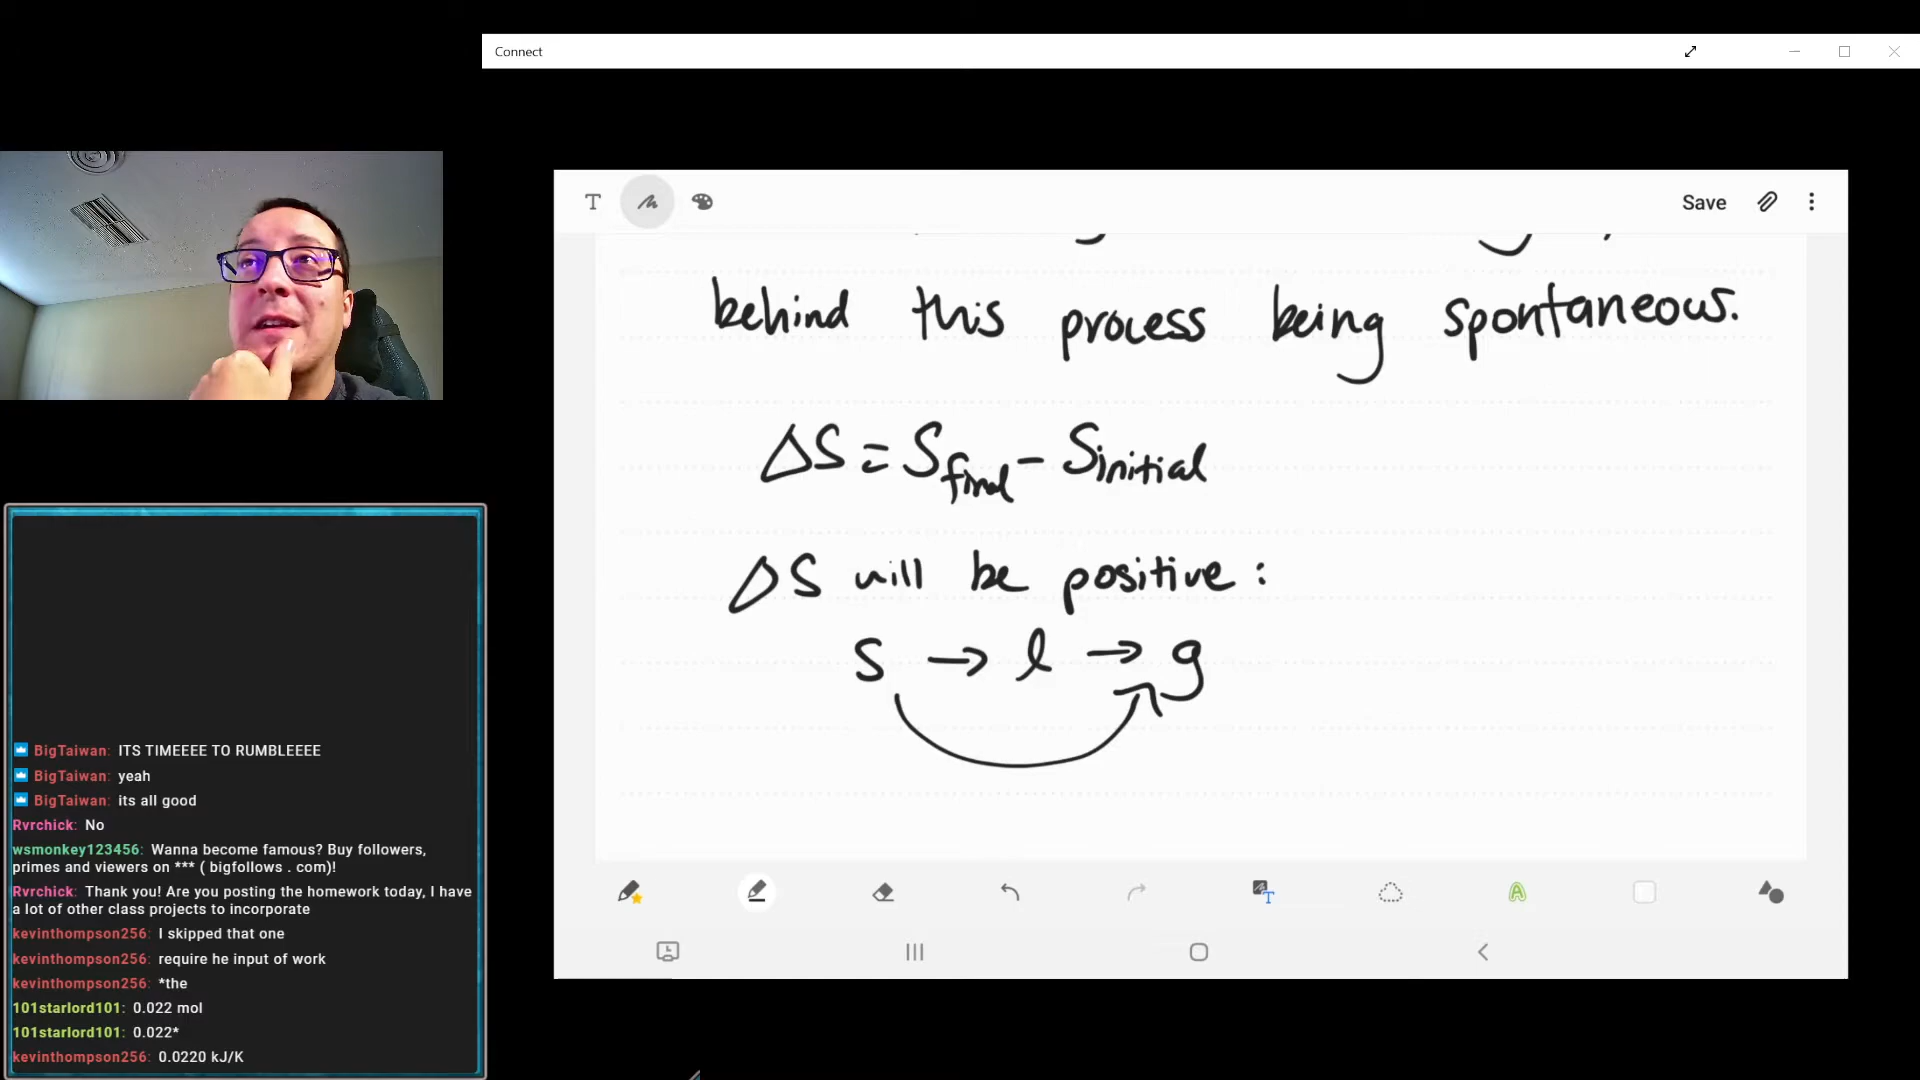 Connect
T
Save
behind this process being spontaneous.
ΔS = Sfinal - Sinitial
ΔS will be positive:
s → l → g
BigTaiwan: ITS TIMEEEE TO RUMBLEEEE
BigTaiwan: yeah
BigTaiwan: its all good
Rvrchick: No
wsmonkey123456: Wanna become famous? Buy followers,
primes and viewers on *** ( bigfollows . com)!
Rvrchick: Thank you! Are you posting the homework today, I have
a lot of other class projects to incorporate
kevinthompson256: I skipped that one
kevinthompson256: require he input of work
kevinthompson256: *the
101starlord101: 0.022 mol
101starlord101: 0.022*
kevinthompson256: 0.0220 kJ/K